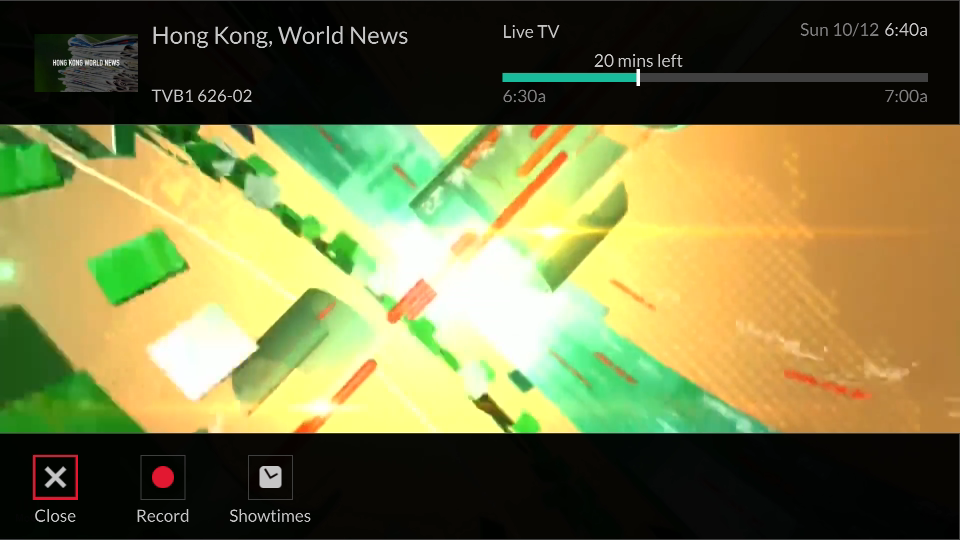 Hong Kong, World News
HONG KONG WORLD NEWS
TVB1 626-02
Live TV
Sun 10/12 6:40a
20 mins left
6:30a
7:00a
Close
Record
Showtimes